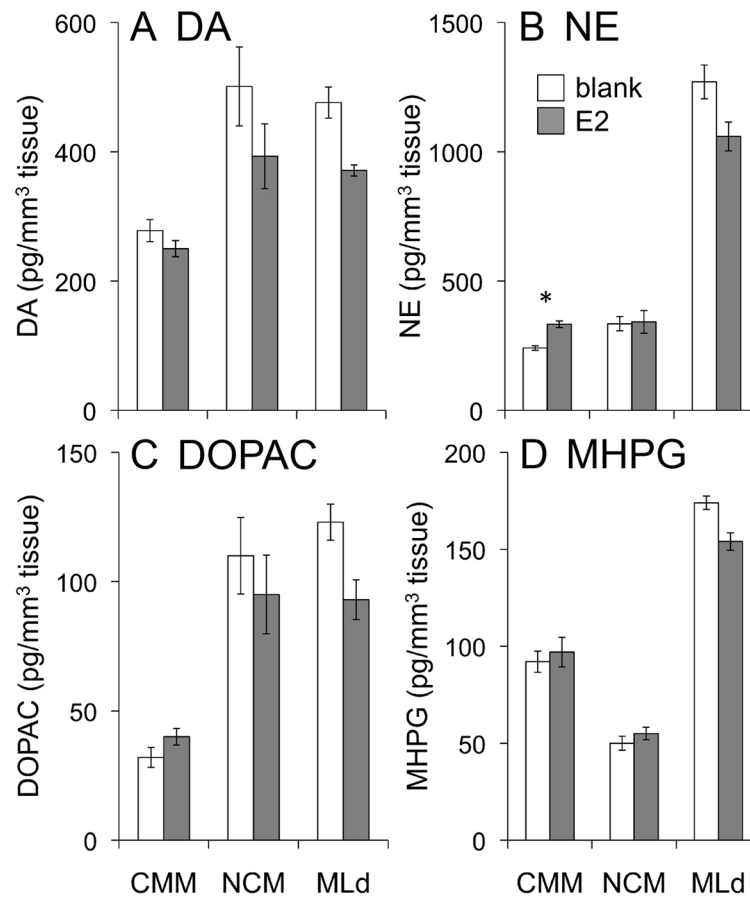 A DA
DA (pg/mm³ tissue)
600
400
200
0
B NE
NE (pg/mm³ tissue)
1500
1000
500
0
blank
E2
*
C DOPAC
DOPAC (pg/mm³ tissue)
150
100
50
0
CMM NCM MLd
D MHPG
MHPG (pg/mm³ tissue)
200
150
100
50
0
CMM NCM MLd